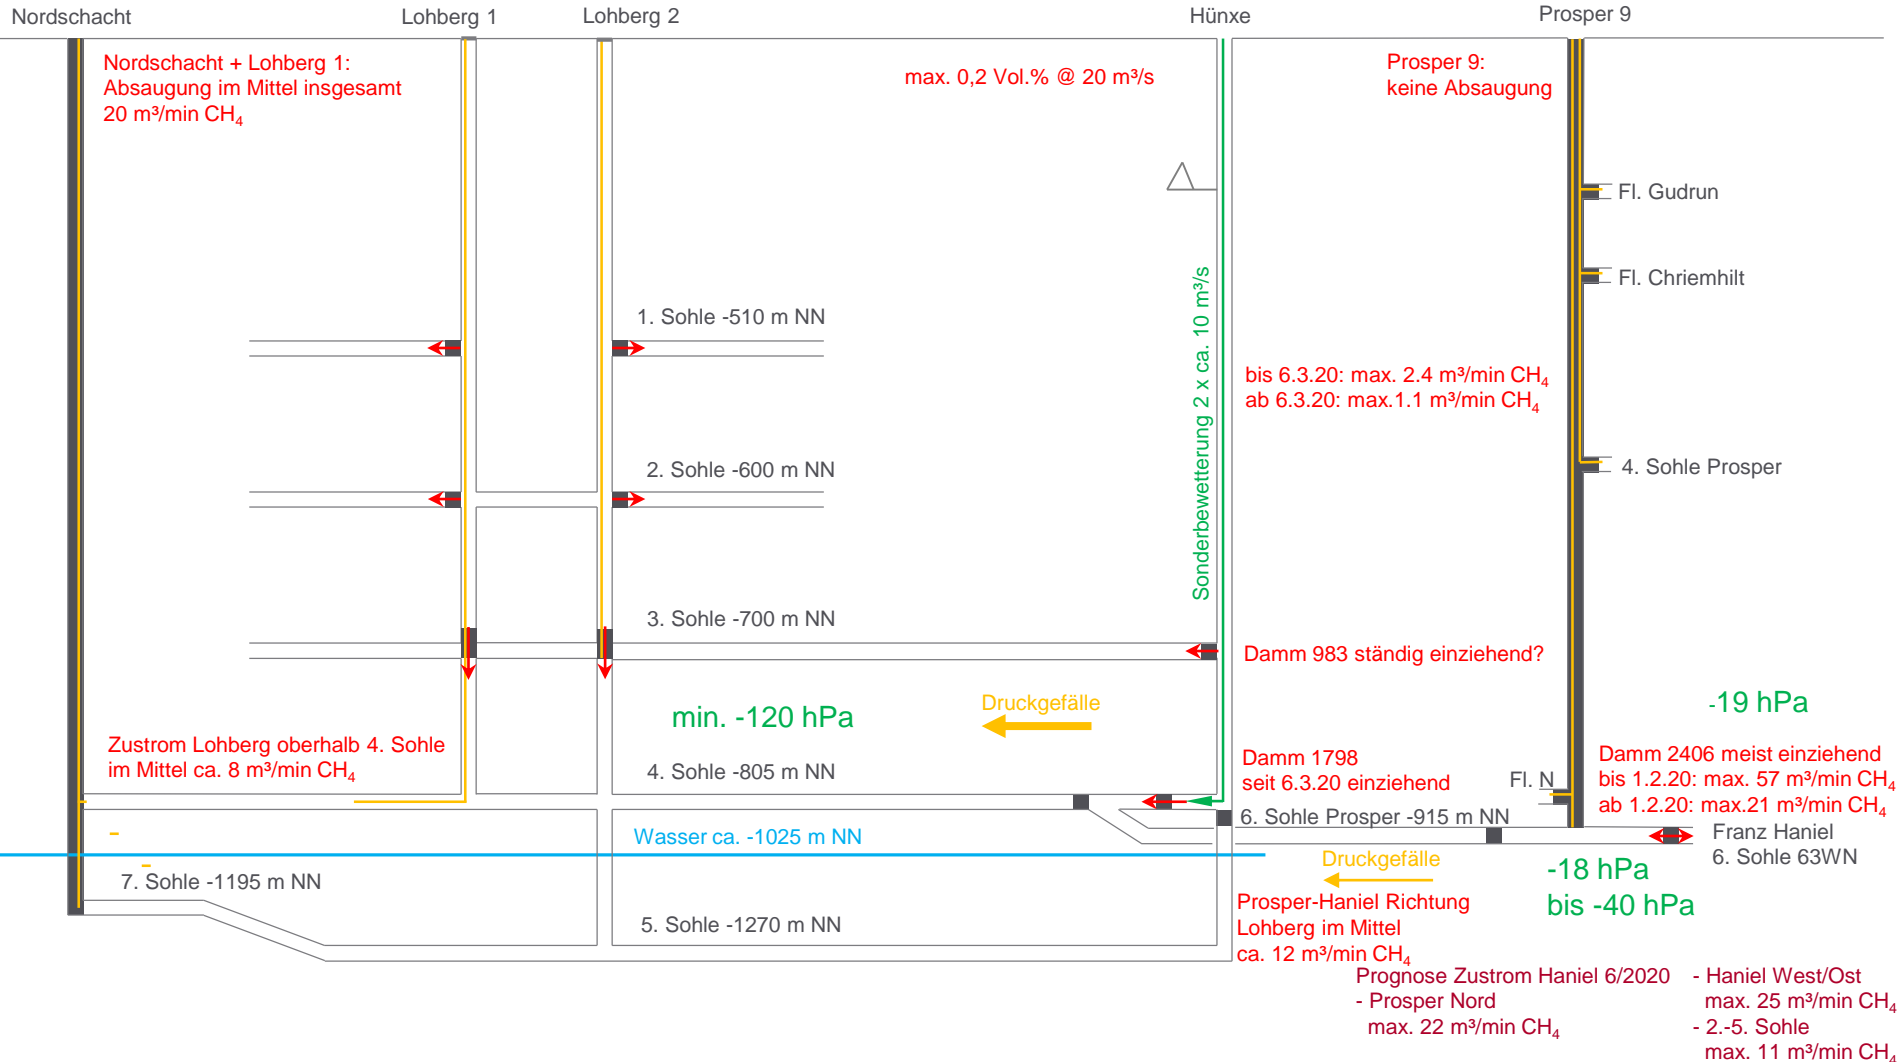 Nordschacht
Lohberg 1
Lohberg 2
Hünxe
Prosper 9
Nordschacht + Lohberg 1:
Absaugung im Mittel insgesamt
20 m³/min CH₄
max. 0,2 Vol.% @ 20 m³/s
Prosper 9:
keine Absaugung
Fl. Gudrun
Fl. Chriemhilt
1. Sohle -510 m NN
Sonderbewetterung 2 x ca. 10 m³/s
bis 6.3.20: max. 2.4 m³/min CH₄
ab 6.3.20: max.1.1 m³/min CH₄
2. Sohle -600 m NN
4. Sohle Prosper
3. Sohle -700 m NN
Damm 983 ständig einziehend?
min. -120 hPa
Druckgefälle
-19 hPa
Zustrom Lohberg oberhalb 4. Sohle
im Mittel ca. 8 m³/min CH₄
4. Sohle -805 m NN
Damm 1798
seit 6.3.20 einziehend
Fl. N
Damm 2406 meist einziehend
bis 1.2.20: max. 57 m³/min CH₄
ab 1.2.20: max.21 m³/min CH₄
6. Sohle Prosper -915 m NN
Franz Haniel
6. Sohle 63WN
Wasser ca. -1025 m NN
Druckgefälle
-18 hPa
bis -40 hPa
7. Sohle -1195 m NN
5. Sohle -1270 m NN
Prosper-Haniel Richtung
Lohberg im Mittel
ca. 12 m³/min CH₄
Prognose Zustrom Haniel 6/2020
- Prosper Nord
max. 22 m³/min CH₄
- Haniel West/Ost
max. 25 m³/min CH₄
- 2.-5. Sohle
max. 11 m³/min CH₄